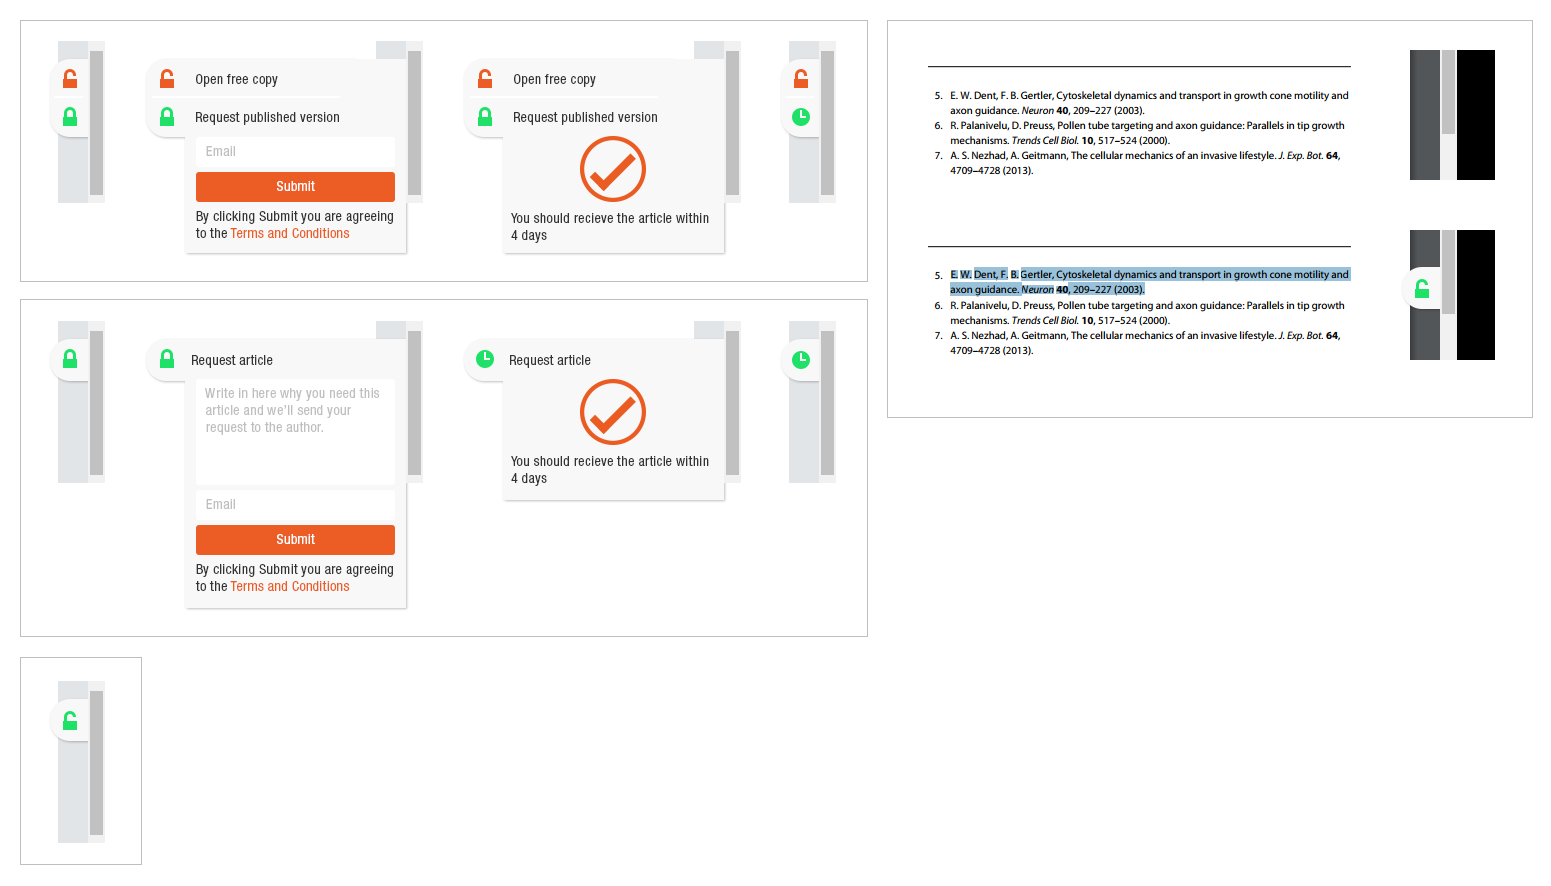 Open free copy
Request published version
Email
Submit
By clicking Submit you are agreeing
to the Terms and Conditions
Open free copy
Request published version
You should recieve the article within
4 days
Request article
Write in here why you need this
article and we'll send your
request to the author.
Email
Submit
By clicking Submit you are agreeing
to the Terms and Conditions
Request article
You should recieve the article within
4 days
5. E. W. Dent, F. B. Gertler, Cytoskeletal dynamics and transport in growth cone motility and
axon guidance. Neuron 40, 209–227 (2003).
6. R. Palanivelu, D. Preuss, Pollen tube targeting and axon guidance: Parallels in tip growth
mechanisms. Trends Cell Biol. 10, 517–524 (2000).
7. A. S. Nezhad, A. Geitmann, The cellular mechanics of an invasive lifestyle. J. Exp. Bot. 64,
4709–4728 (2013).
5. E. W. Dent, F. B. Gertler, Cytoskeletal dynamics and transport in growth cone motility and
axon guidance. Neuron 40, 209–227 (2003).
6. R. Palanivelu, D. Preuss, Pollen tube targeting and axon guidance: Parallels in tip growth
mechanisms. Trends Cell Biol. 10, 517–524 (2000).
7. A. S. Nezhad, A. Geitmann, The cellular mechanics of an invasive lifestyle. J. Exp. Bot. 64,
4709–4728 (2013).